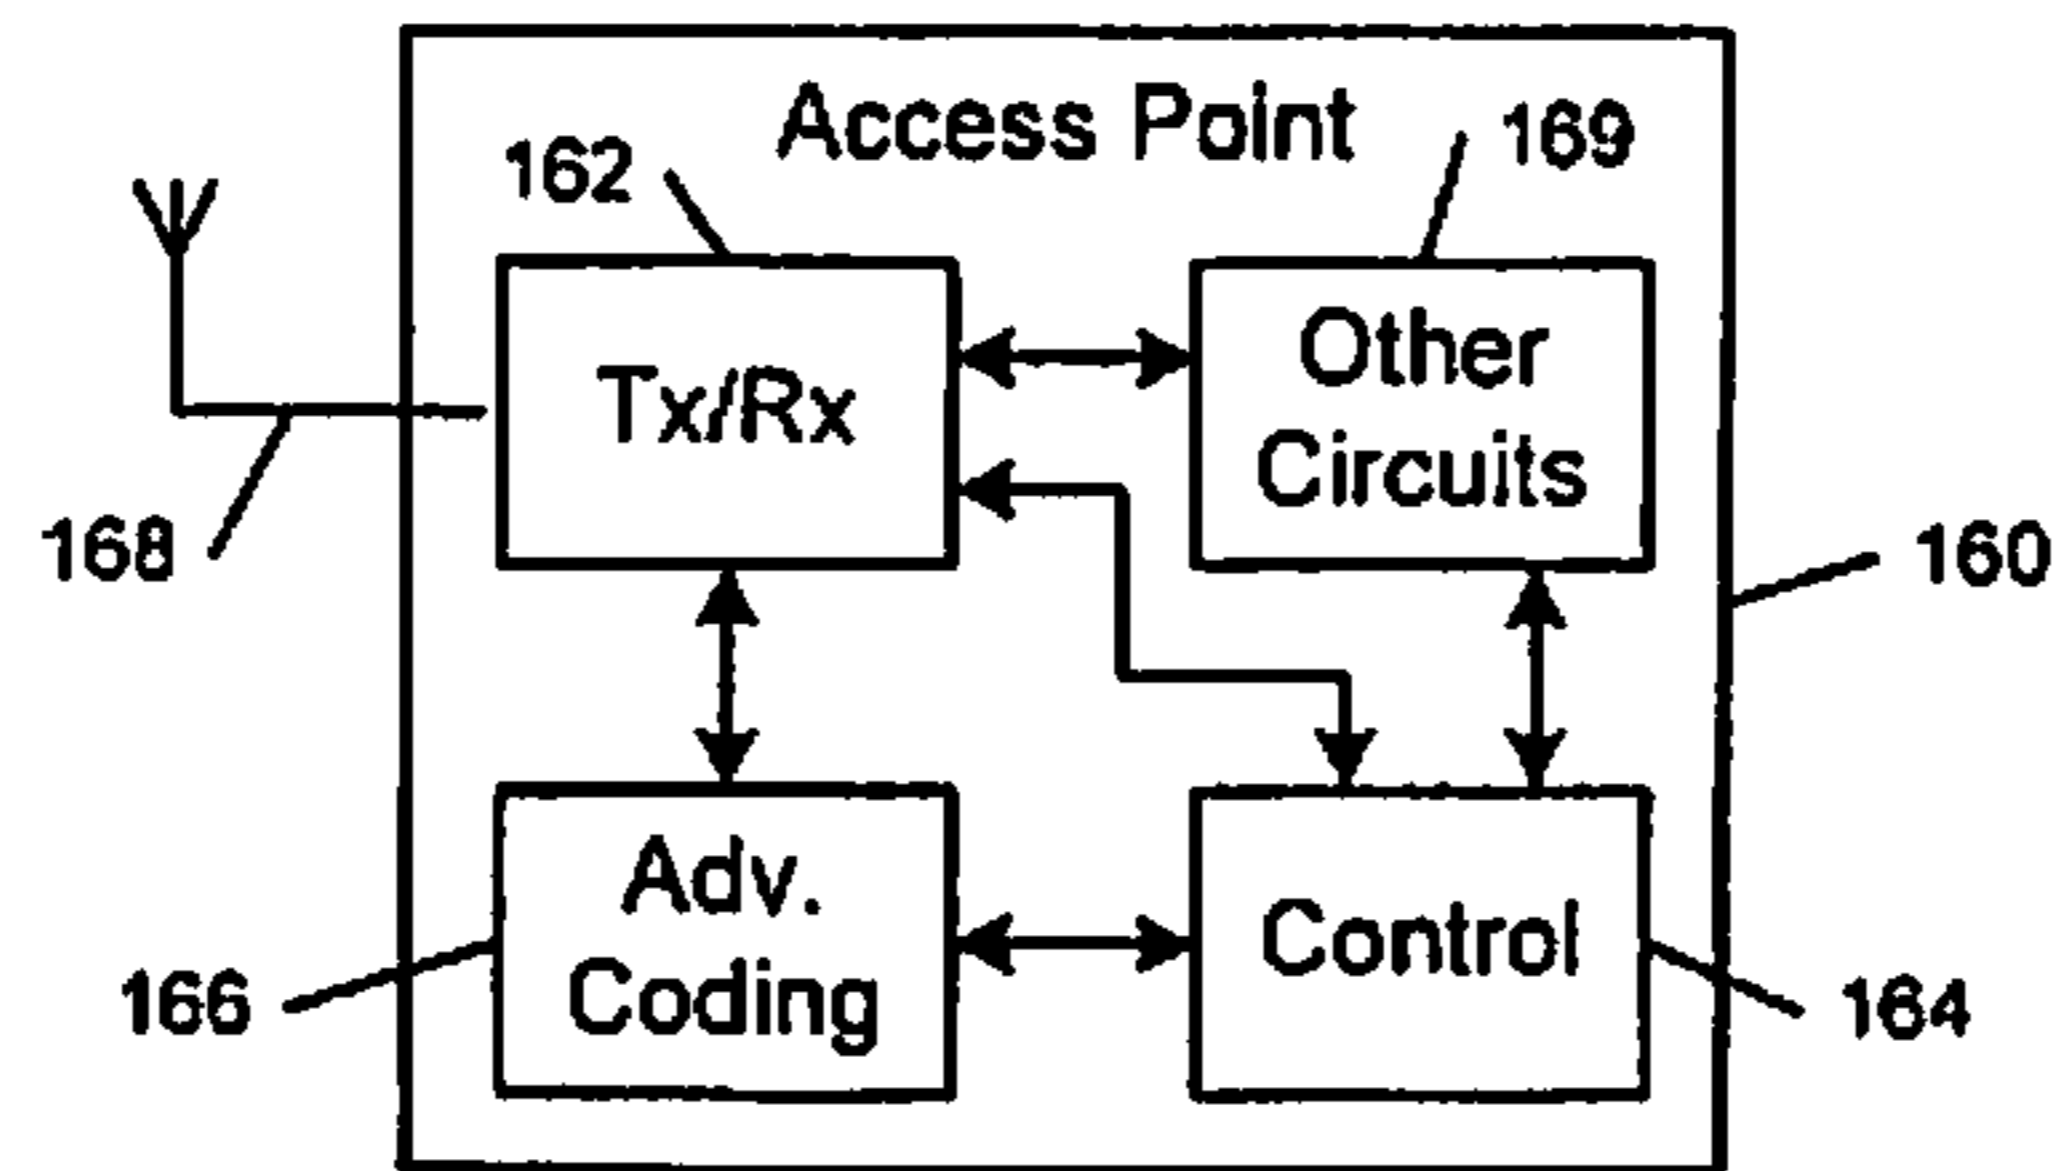 Access Point
162
169
Tx/Rx
Other
Circuits
168
160
Adv.
Coding
Control
166
164